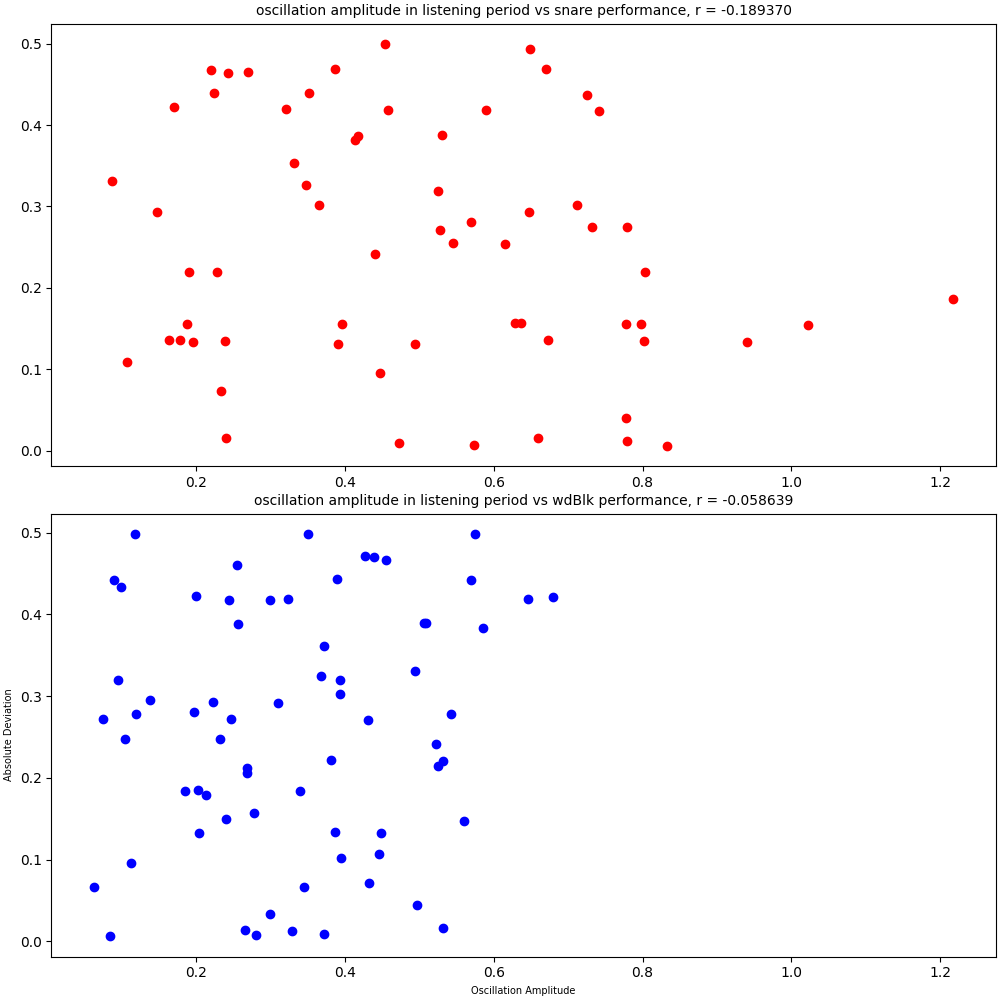 oscillation amplitude in listening period vs snare performance, r = -0.189370
0.5
0.4
0.3
0.2
0.1
0.0
0.2 0.4 0.6 0.8 1.0 1.2
oscillation amplitude in listening period vs wdBlk performance, r = -0.058639
Absolute Deviation
0.5
0.4
0.3
0.2
0.1
0.0
0.2 0.4 0.6 0.8 1.0 1.2
Oscillation Amplitude